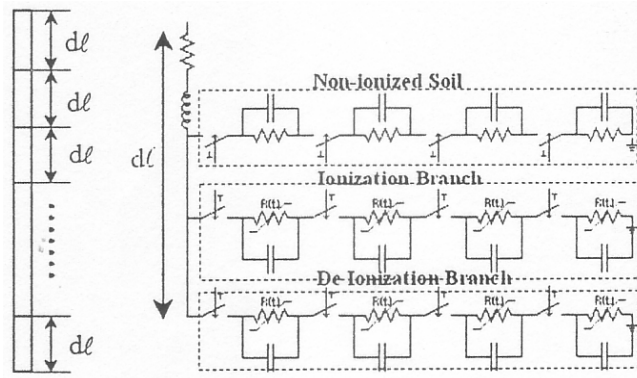 dℓ
dℓ
dℓ
dℓ
dℓ
Non-ionized Soil
Ionization Branch
T R(t) T R(t) T R(t) T R(t)
De-Ionization Branch
T R(t) T R(t) T R(t) T R(t)